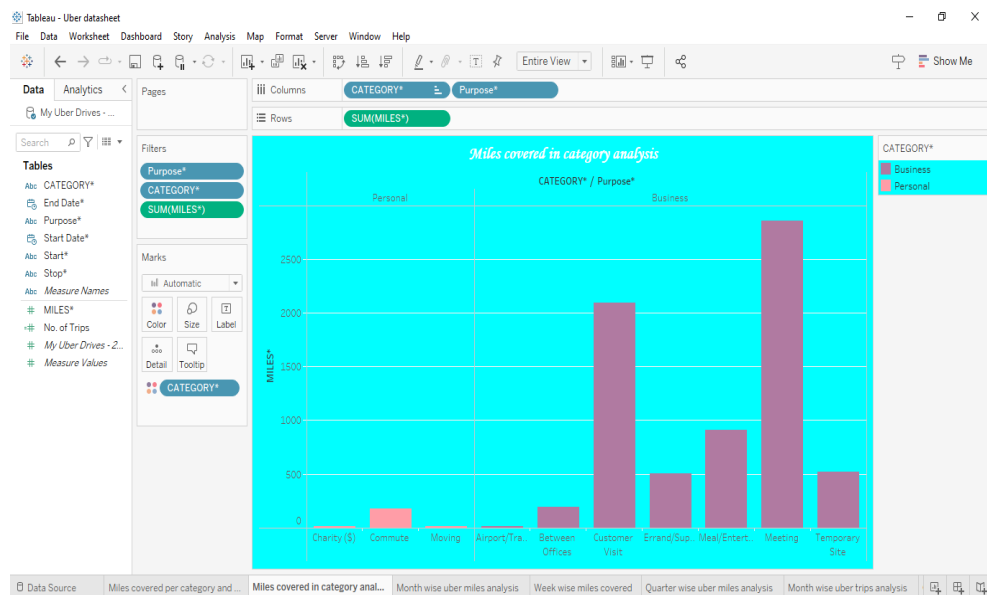 Tableau - Uber datasheet
File Data Worksheet Dashboard Story Analysis Map Format Server Window Help
Entire View
Show Me
Data Analytics
My Uber Drives - ...
Search
Tables
Abc CATEGORY*
End Date*
Abc Purpose*
Start Date*
Abc Start*
Abc Stop*
Abc Measure Names
# MILES*
=# No. of Trips
# My Uber Drives - 2...
# Measure Values
Pages
Filters
Purpose*
CATEGORY*
SUM(MILES*)
Marks
Automatic
Color Size Label
Detail Tooltip
CATEGORY*
Columns CATEGORY* Purpose*
Rows SUM(MILES*)
Miles covered in category analysis
CATEGORY* / Purpose*
Personal Business
MILES*
2500
2000
1500
1000
500
0
Charity ($) Commute Moving Airport/Tra.. Between Offices Customer Visit Errand/Sup.. Meal/Entert.. Meeting Temporary Site
CATEGORY*
Business
Personal
Data Source Miles covered per category and ... Miles covered in category anal... Month wise uber miles analysis Week wise miles covered Quarter wise uber miles analysis Month wise uber trips analysis